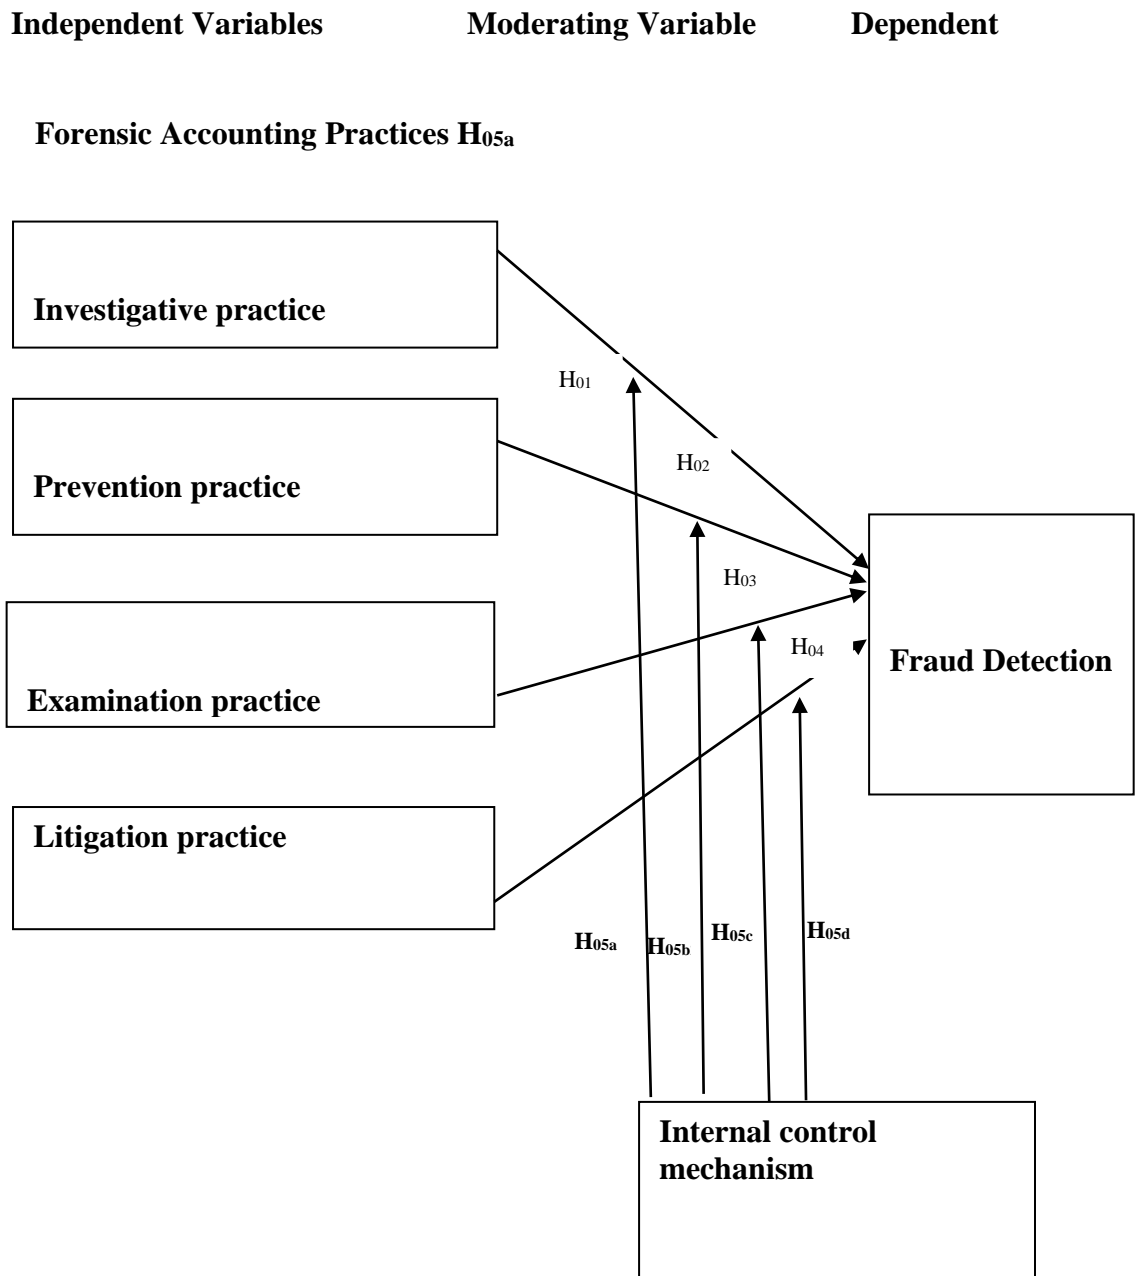 Independent Variables Moderating Variable Dependent
Forensic Accounting Practices H05a
Investigative practice
H01
Prevention practice
H02
H03
Fraud Detection
H04
Examination practice
Litigation practice
H05a H05b H05c H05d
Internal control
mechanism